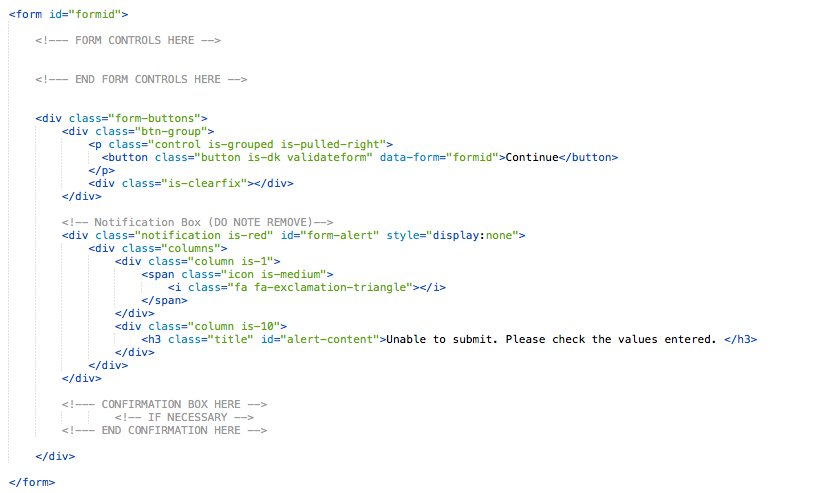 <form id="formid">
<!--- FORM CONTROLS HERE -->
<!--- END FORM CONTROLS HERE -->
<div class="form-buttons">
<div class="btn-group">
<p class="control is-grouped is-pulled-right">
<button class="button is-dk validateform" data-form="formid">Continue</button>
</p>
<div class="is-clearfix"></div>
</div>
<!-- Notification Box (DO NOTE REMOVE)-->
<div class="notification is-red" id="form-alert" style="display:none">
<div class="columns">
<div class="column is-1">
<span class="icon is-medium">
<i class="fa fa-exclamation-triangle"></i>
</span>
</div>
<div class="column is-10">
<h3 class="title" id="alert-content">Unable to submit. Please check the values entered. </h3>
</div>
</div>
</div>
<!--- CONFIRMATION BOX HERE -->
<!-- IF NECESSARY -->
<!--- END CONFIRMATION HERE -->
</div>
</form>